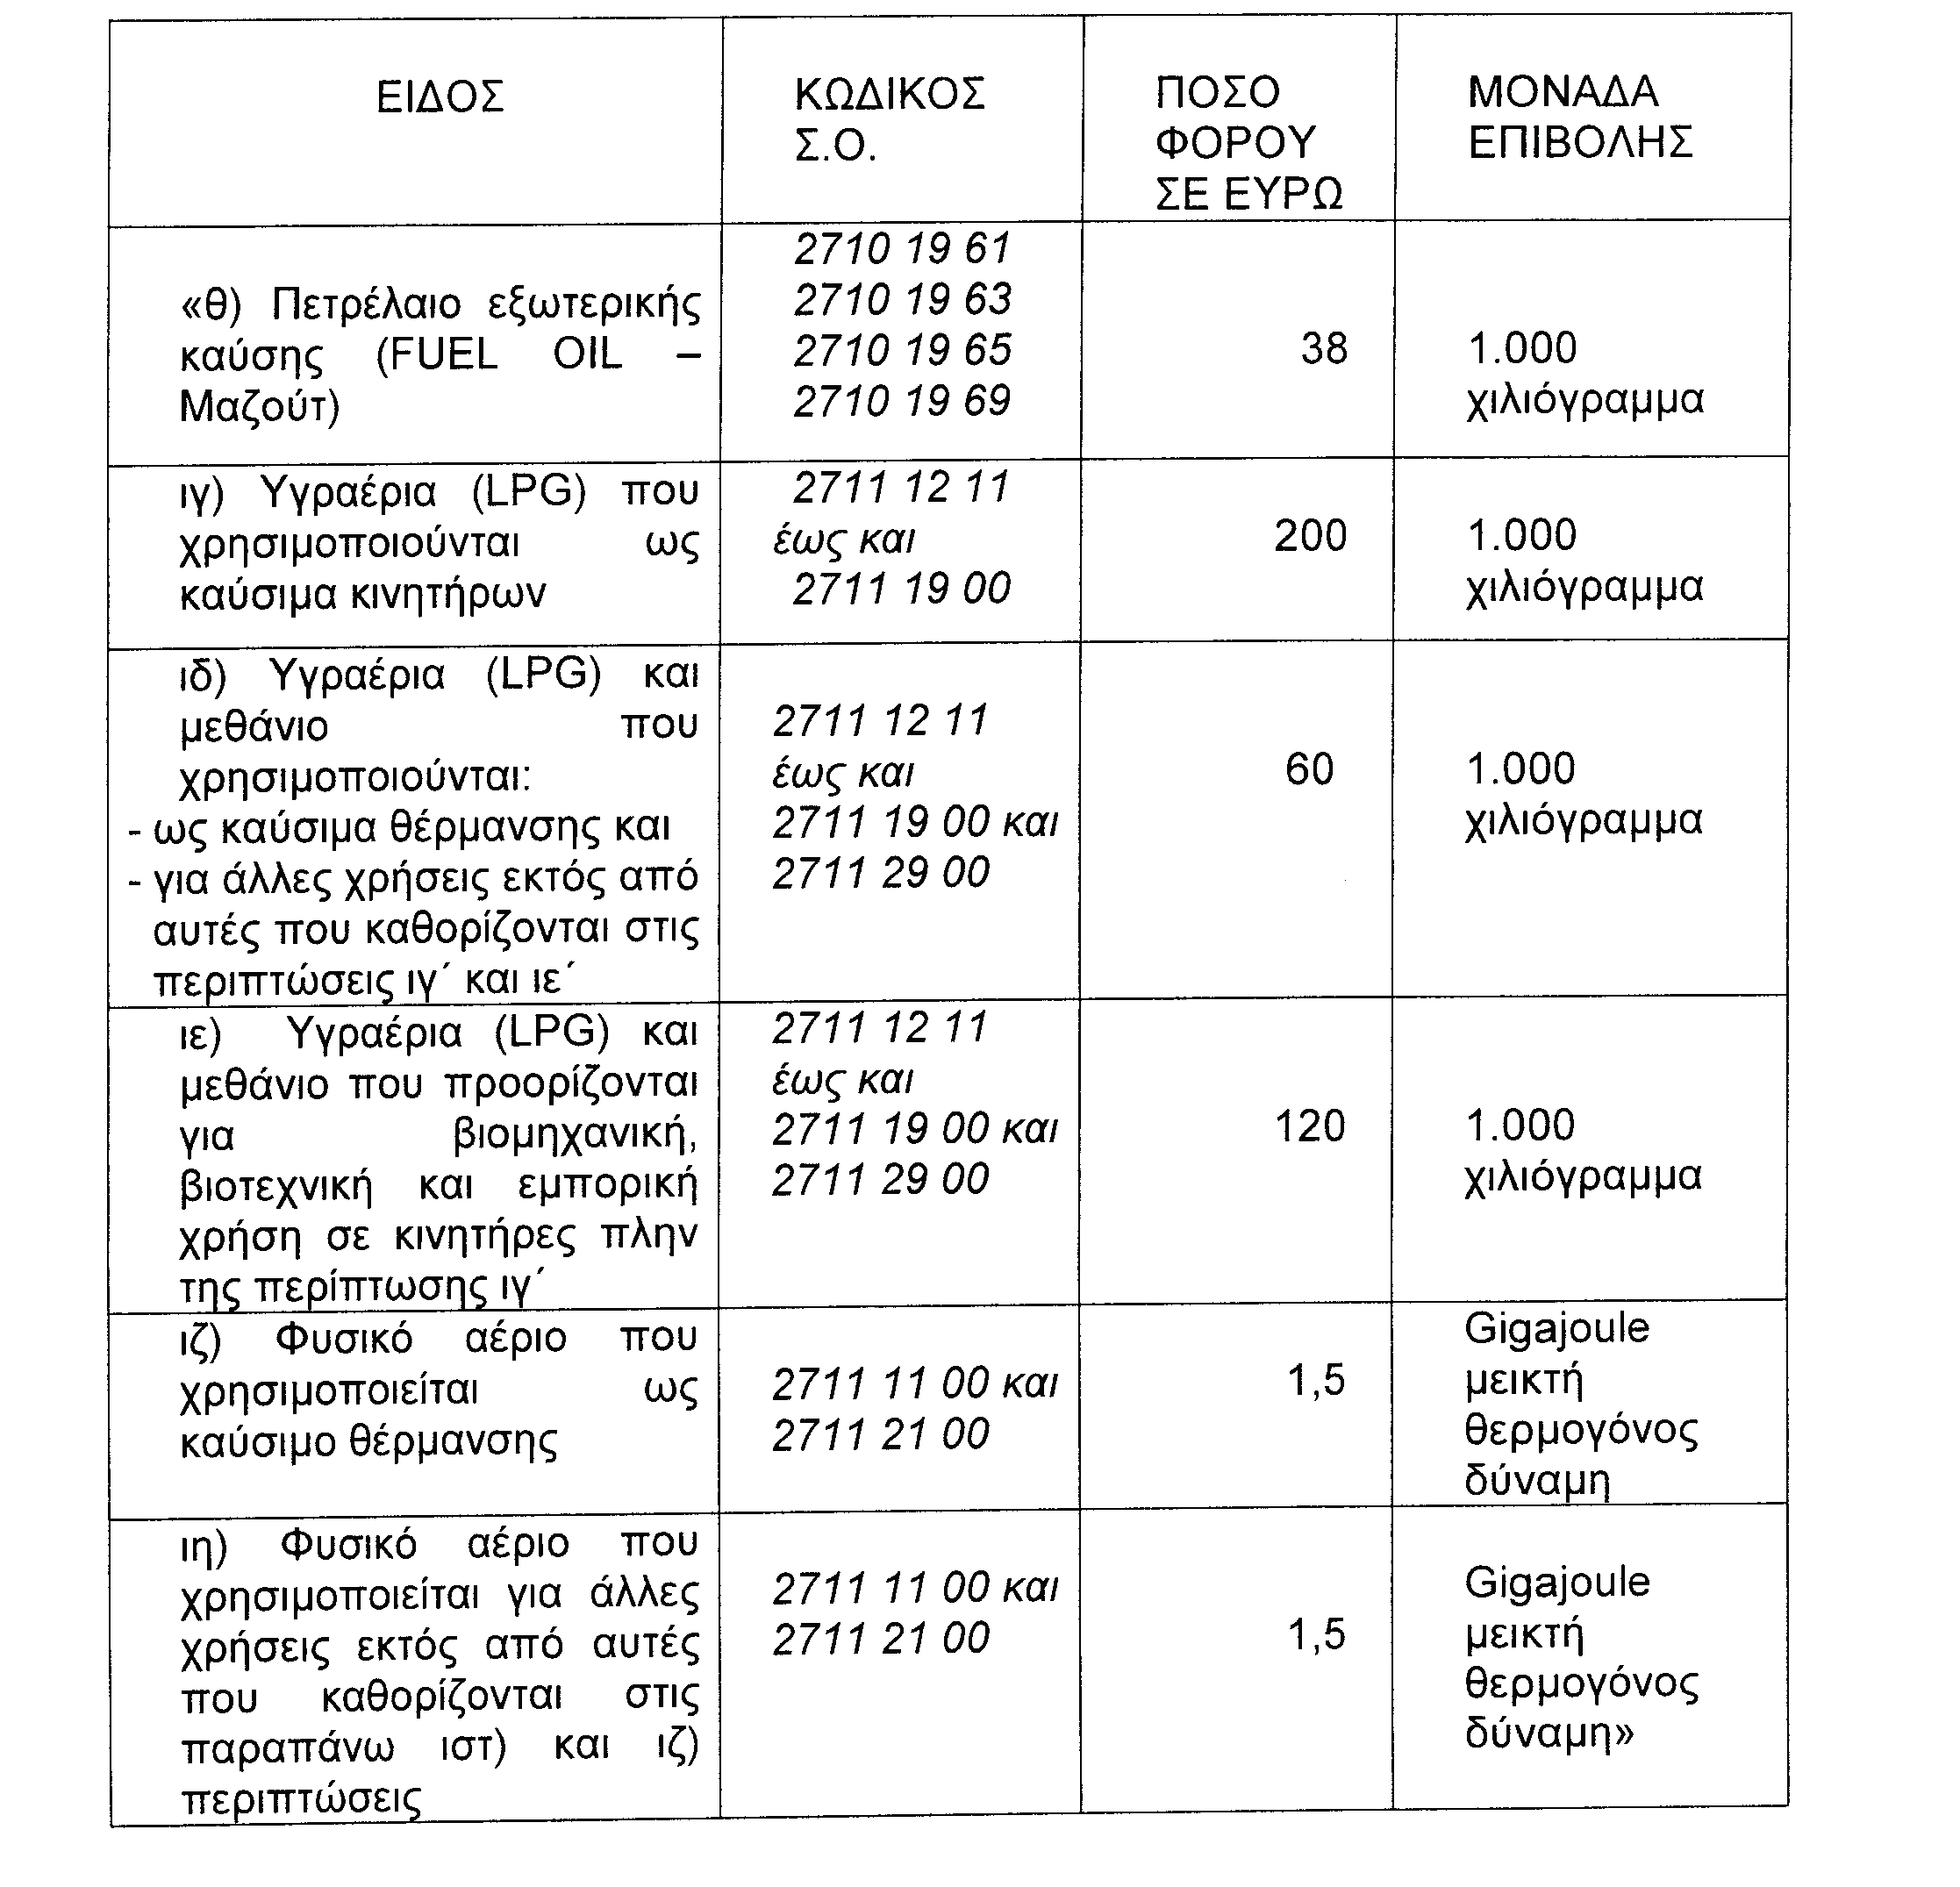 ΕΙΔΟΣ
ΚΩΔΙΚΟΣ
Σ.Ο.
ΠΟΣΟ
ΦΟΡΟΥ
ΣΕ ΕΥΡΩ
ΜΟΝΑΔΑ
ΕΠΙΒΟΛΗΣ
«θ) Πετρέλαιο εξωτερικής
καύσης (FUEL OIL –
Μαζούτ)
2710 19 61
2710 19 63
2710 19 65
2710 19 69
38
1.000
χιλιόγραμμα
ιγ) Υγραέρια (LPG) που
χρησιμοποιούνται ως
καύσιμα κινητήρων
2711 12 11
έως και
2711 19 00
200
1.000
χιλιόγραμμα
ιδ) Υγραέρια (LPG) και
μεθάνιο που
χρησιμοποιούνται:
- ως καύσιμα θέρμανσης και
- για άλλες χρήσεις εκτός από
αυτές που καθορίζονται στις
περιπτώσεις ιγ΄ και ιε΄
2711 12 11
έως και
2711 19 00 και
2711 29 00
60
1.000
χιλιόγραμμα
ιε) Υγραέρια (LPG) και
μεθάνιο που προορίζονται
για βιομηχανική,
βιοτεχνική και εμπορική
χρήση σε κινητήρες πλην
της περίπτωσης ιγ΄
2711 12 11
έως και
2711 19 00 και
2711 29 00
120
1.000
χιλιόγραμμα
ιζ) Φυσικό αέριο που
χρησιμοποιείται ως
καύσιμο θέρμανσης
2711 11 00 και
2711 21 00
1,5
Gigajoule
μεικτή
θερμογόνος
δύναμη
ιη) Φυσικό αέριο που
χρησιμοποιείται για άλλες
χρήσεις εκτός από αυτές
που καθορίζονται στις
παραπάνω ιστ) και ιζ)
περιπτώσεις
2711 11 00 και
2711 21 00
1,5
Gigajoule
μεικτή
θερμογόνος
δύναμη»